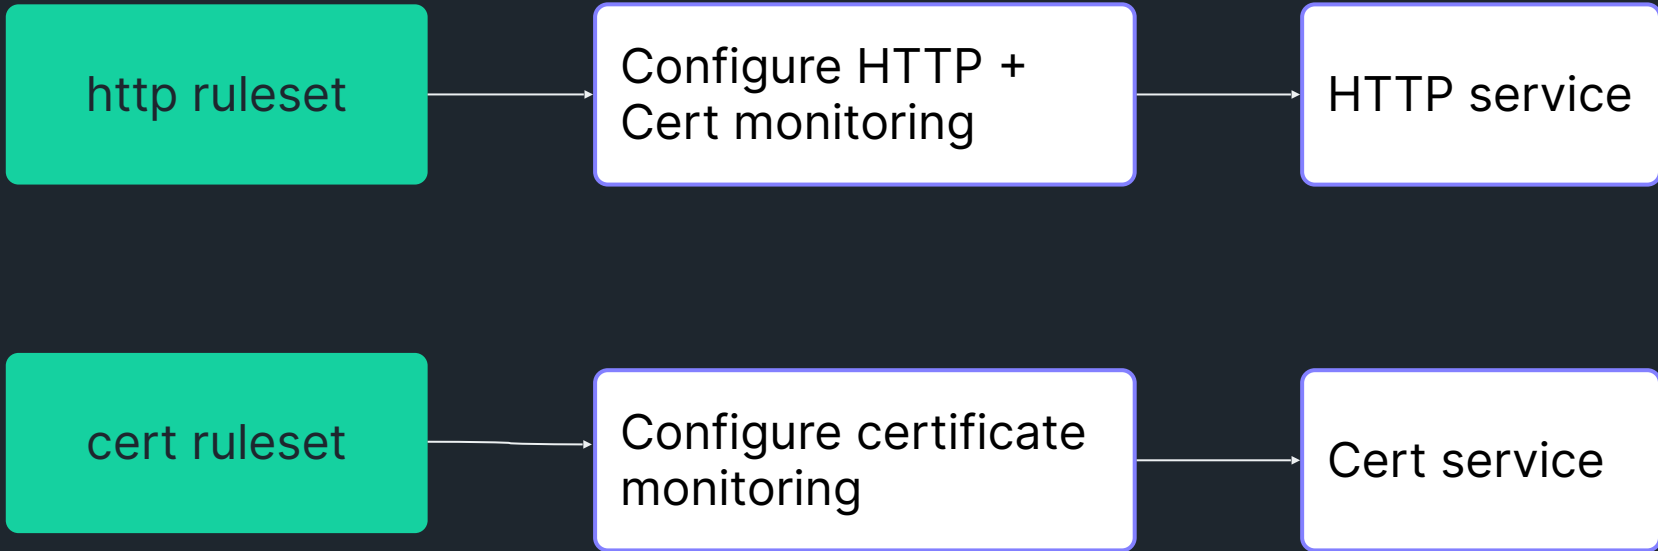 http ruleset
Configure HTTP +
Cert monitoring
HTTP service
cert ruleset
Configure certificate
monitoring
Cert service